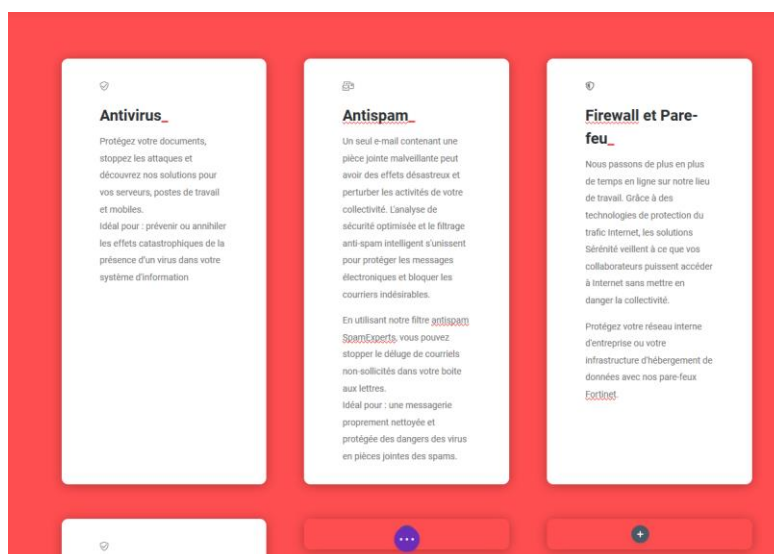 Antivirus_
Protégez votre documents,
stoppez les attaques et
découvrez nos solutions pour
vos serveurs, postes de travail
et mobiles.
Idéal pour : prévenir ou annihiler
les effets catastrophiques de la
présence d'un virus dans votre
système d'information
Antispam_
Un seul e-mail contenant une
pièce jointe malveillante peut
avoir des effets désastreux et
perturber les activités de votre
collectivité. L'analyse de
sécurité optimisée et le filtrage
anti-spam intelligent s'unissent
pour protéger les messages
électroniques et bloquer les
courriers indésirables.
En utilisant notre filtre antispam
SpamExperts, vous pouvez
stopper le déluge de courriels
non-sollicités dans votre boite
aux lettres.
Idéal pour : une messagerie
proprement nettoyée et
protégée des dangers des virus
en pièces jointes des spams.
Firewall et Pare-
feu_
Nous passons de plus en plus
de temps en ligne sur notre lieu
de travail. Grâce à des
technologies de protection du
trafic Internet, les solutions
Sérénité veillent à ce que vos
collaborateurs puissent accéder
à Internet sans mettre en
danger la collectivité.
Protégez votre réseau interne
d'entreprise ou votre
infrastructure d'hébergement de
données avec nos pare-feux
Fortinet.